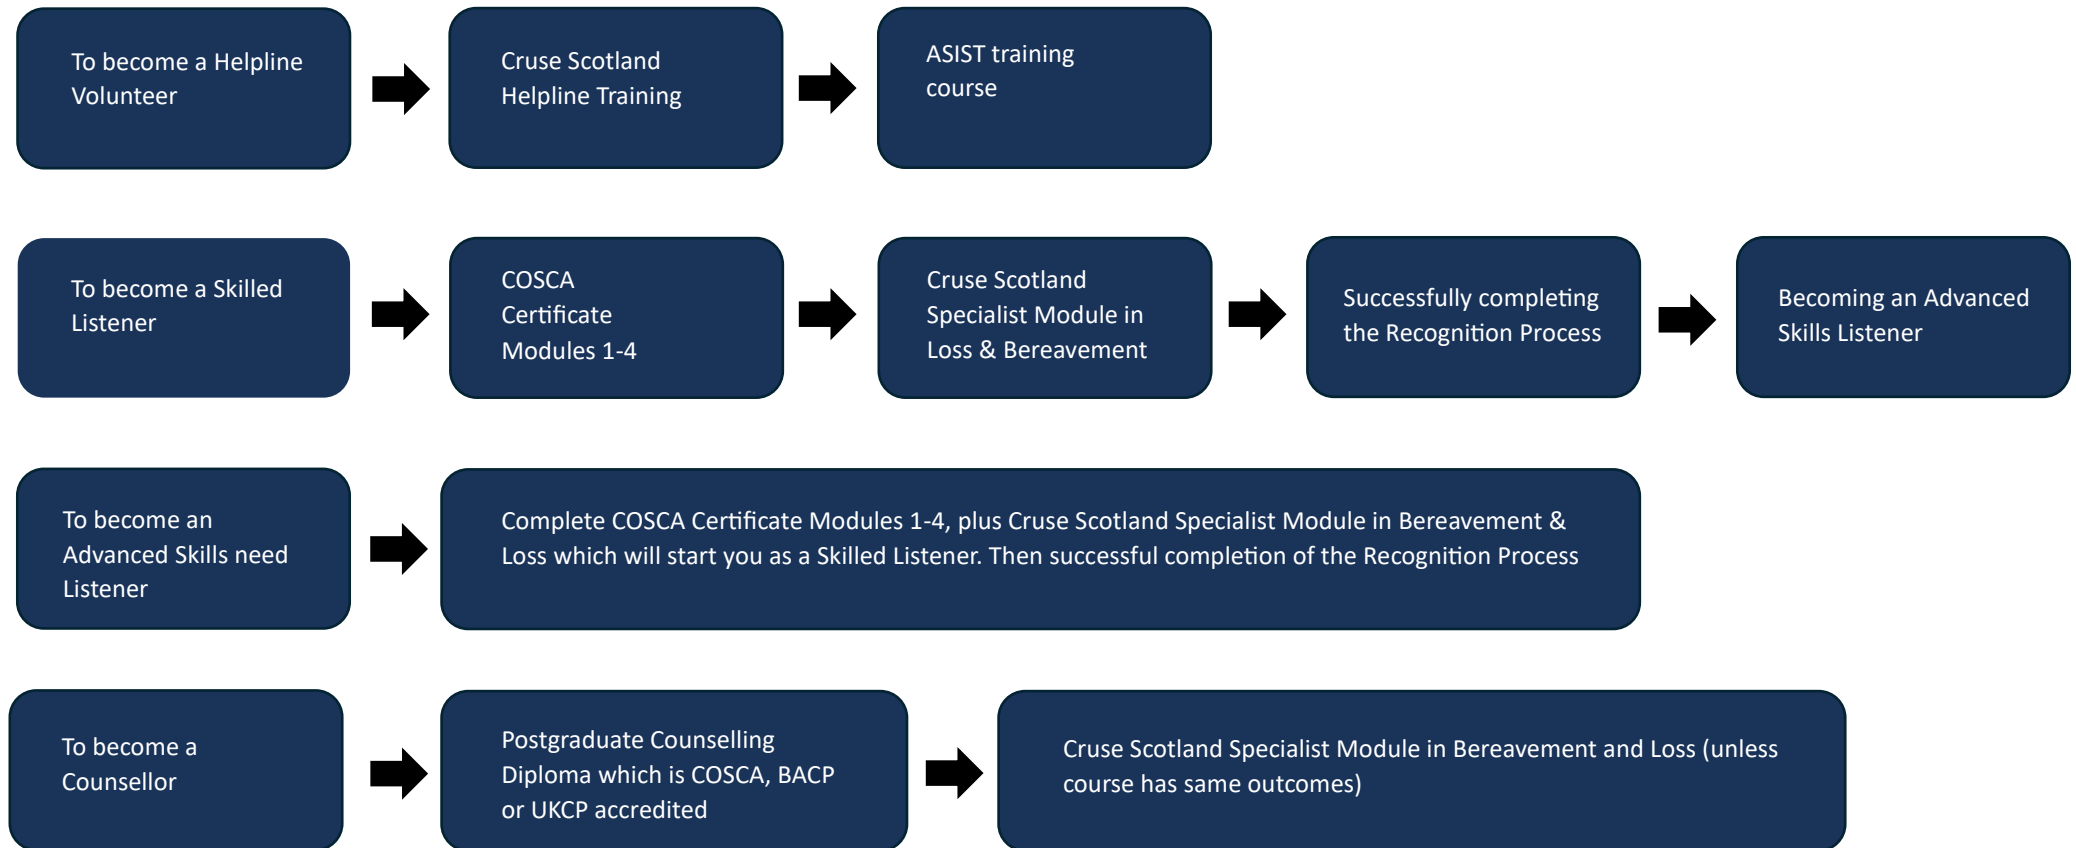 To become a Helpline
Volunteer
Cruse Scotland
Helpline Training
ASIST training
course
To become a Skilled
Listener
COSCA
Certificate
Modules 1-4
Cruse Scotland
Specialist Module in
Loss & Bereavement
Successfully completing
the Recognition Process
Becoming an Advanced
Skills Listener
To become an
Advanced Skills need
Listener
Complete COSCA Certificate Modules 1-4, plus Cruse Scotland Specialist Module in Bereavement &
Loss which will start you as a Skilled Listener. Then successful completion of the Recognition Process
To become a
Counsellor
Postgraduate Counselling
Diploma which is COSCA, BACP
or UKCP accredited
Cruse Scotland Specialist Module in Bereavement and Loss (unless
course has same outcomes)